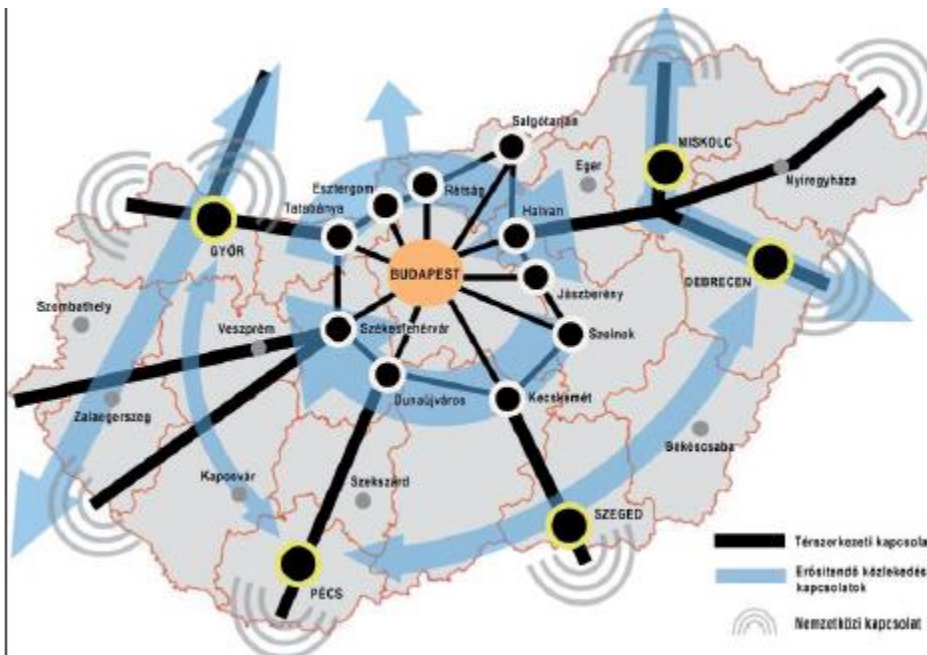 Salgótarján
MISKOLC
Eger
Nyíregyháza
Esztergom
Rétság
Tatabánya
Hatvan
GYŐR
BUDAPEST
DEBRECEN
Jászberény
Szombathely
Veszprém
Székesfehérvár
Szolnok
Zalaegerszeg
Dunaújváros
Kecskemét
Békéscsaba
Kaposvár
Szekszárd
SZEGED
PÉCS
Térszerkezeti kapcsola
Erősítendő közlekedés
kapcsolatok
Nemzetközi kapcsolat